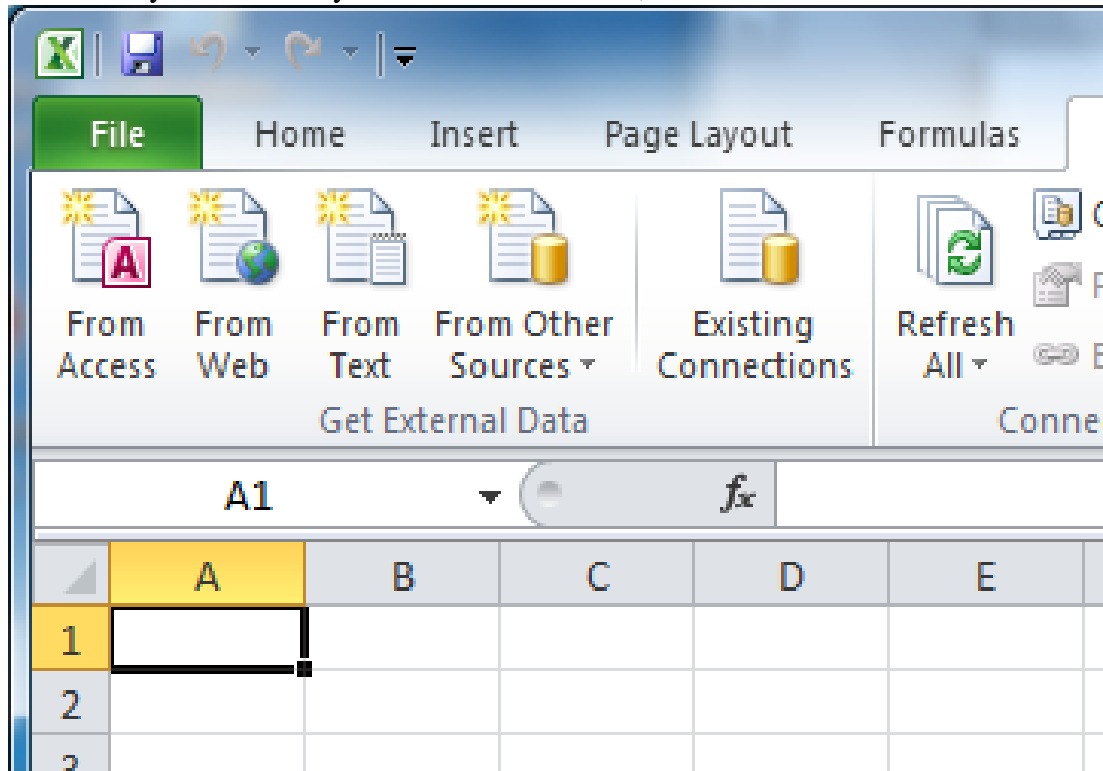 File Home Insert Page Layout Formulas
From Access
From Web
From Text
From Other Sources
Existing Connections
Refresh All
Get External Data
A1 fx
A B C D E
1
2